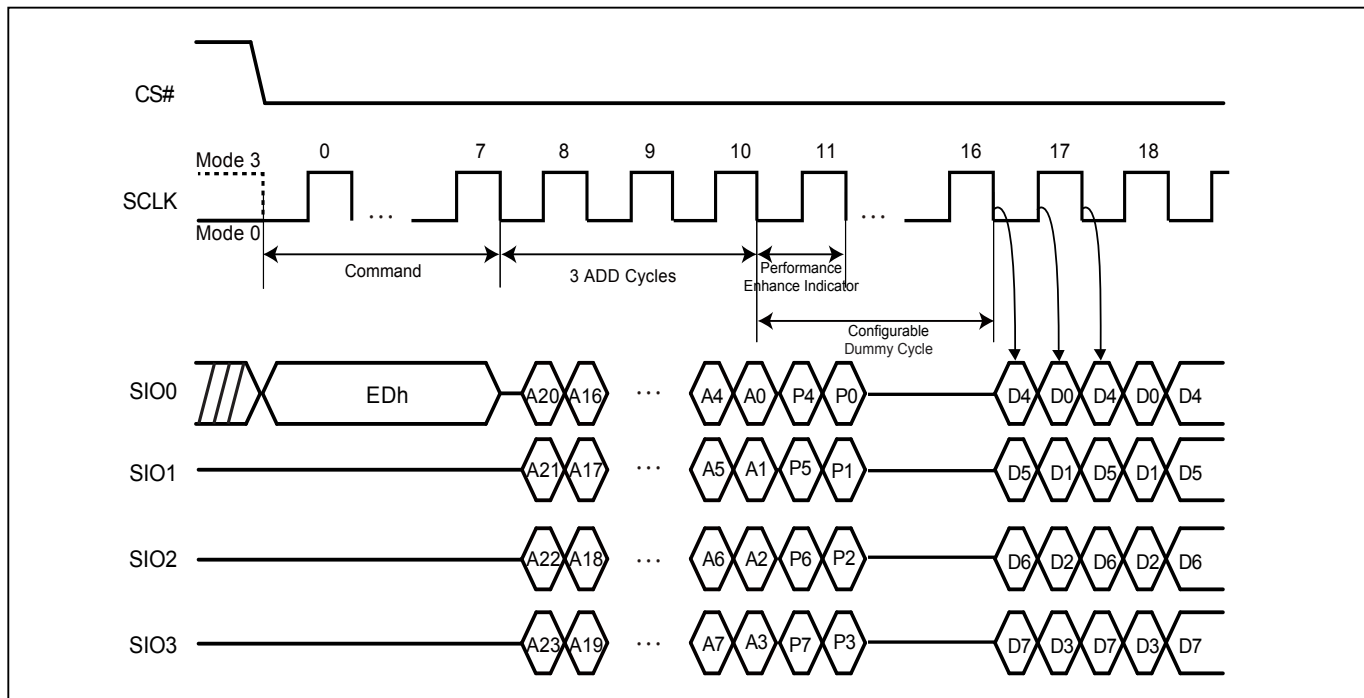 CS#
0 7 8 9 10 11 16 17 18
Mode 3
SCLK
Mode 0
... ...
Command
3 ADD Cycles
Performance
Enhance Indicator
Configurable
Dummy Cycle
SIO0 EDh A20 A16 ... A4 A0 P4 P0 D4 D0 D4 D0 D4
SIO1 A21 A17 ... A5 A1 P5 P1 D5 D1 D5 D1 D5
SIO2 A22 A18 ... A6 A2 P6 P2 D6 D2 D6 D2 D6
SIO3 A23 A19 ... A7 A3 P7 P3 D7 D3 D7 D3 D7